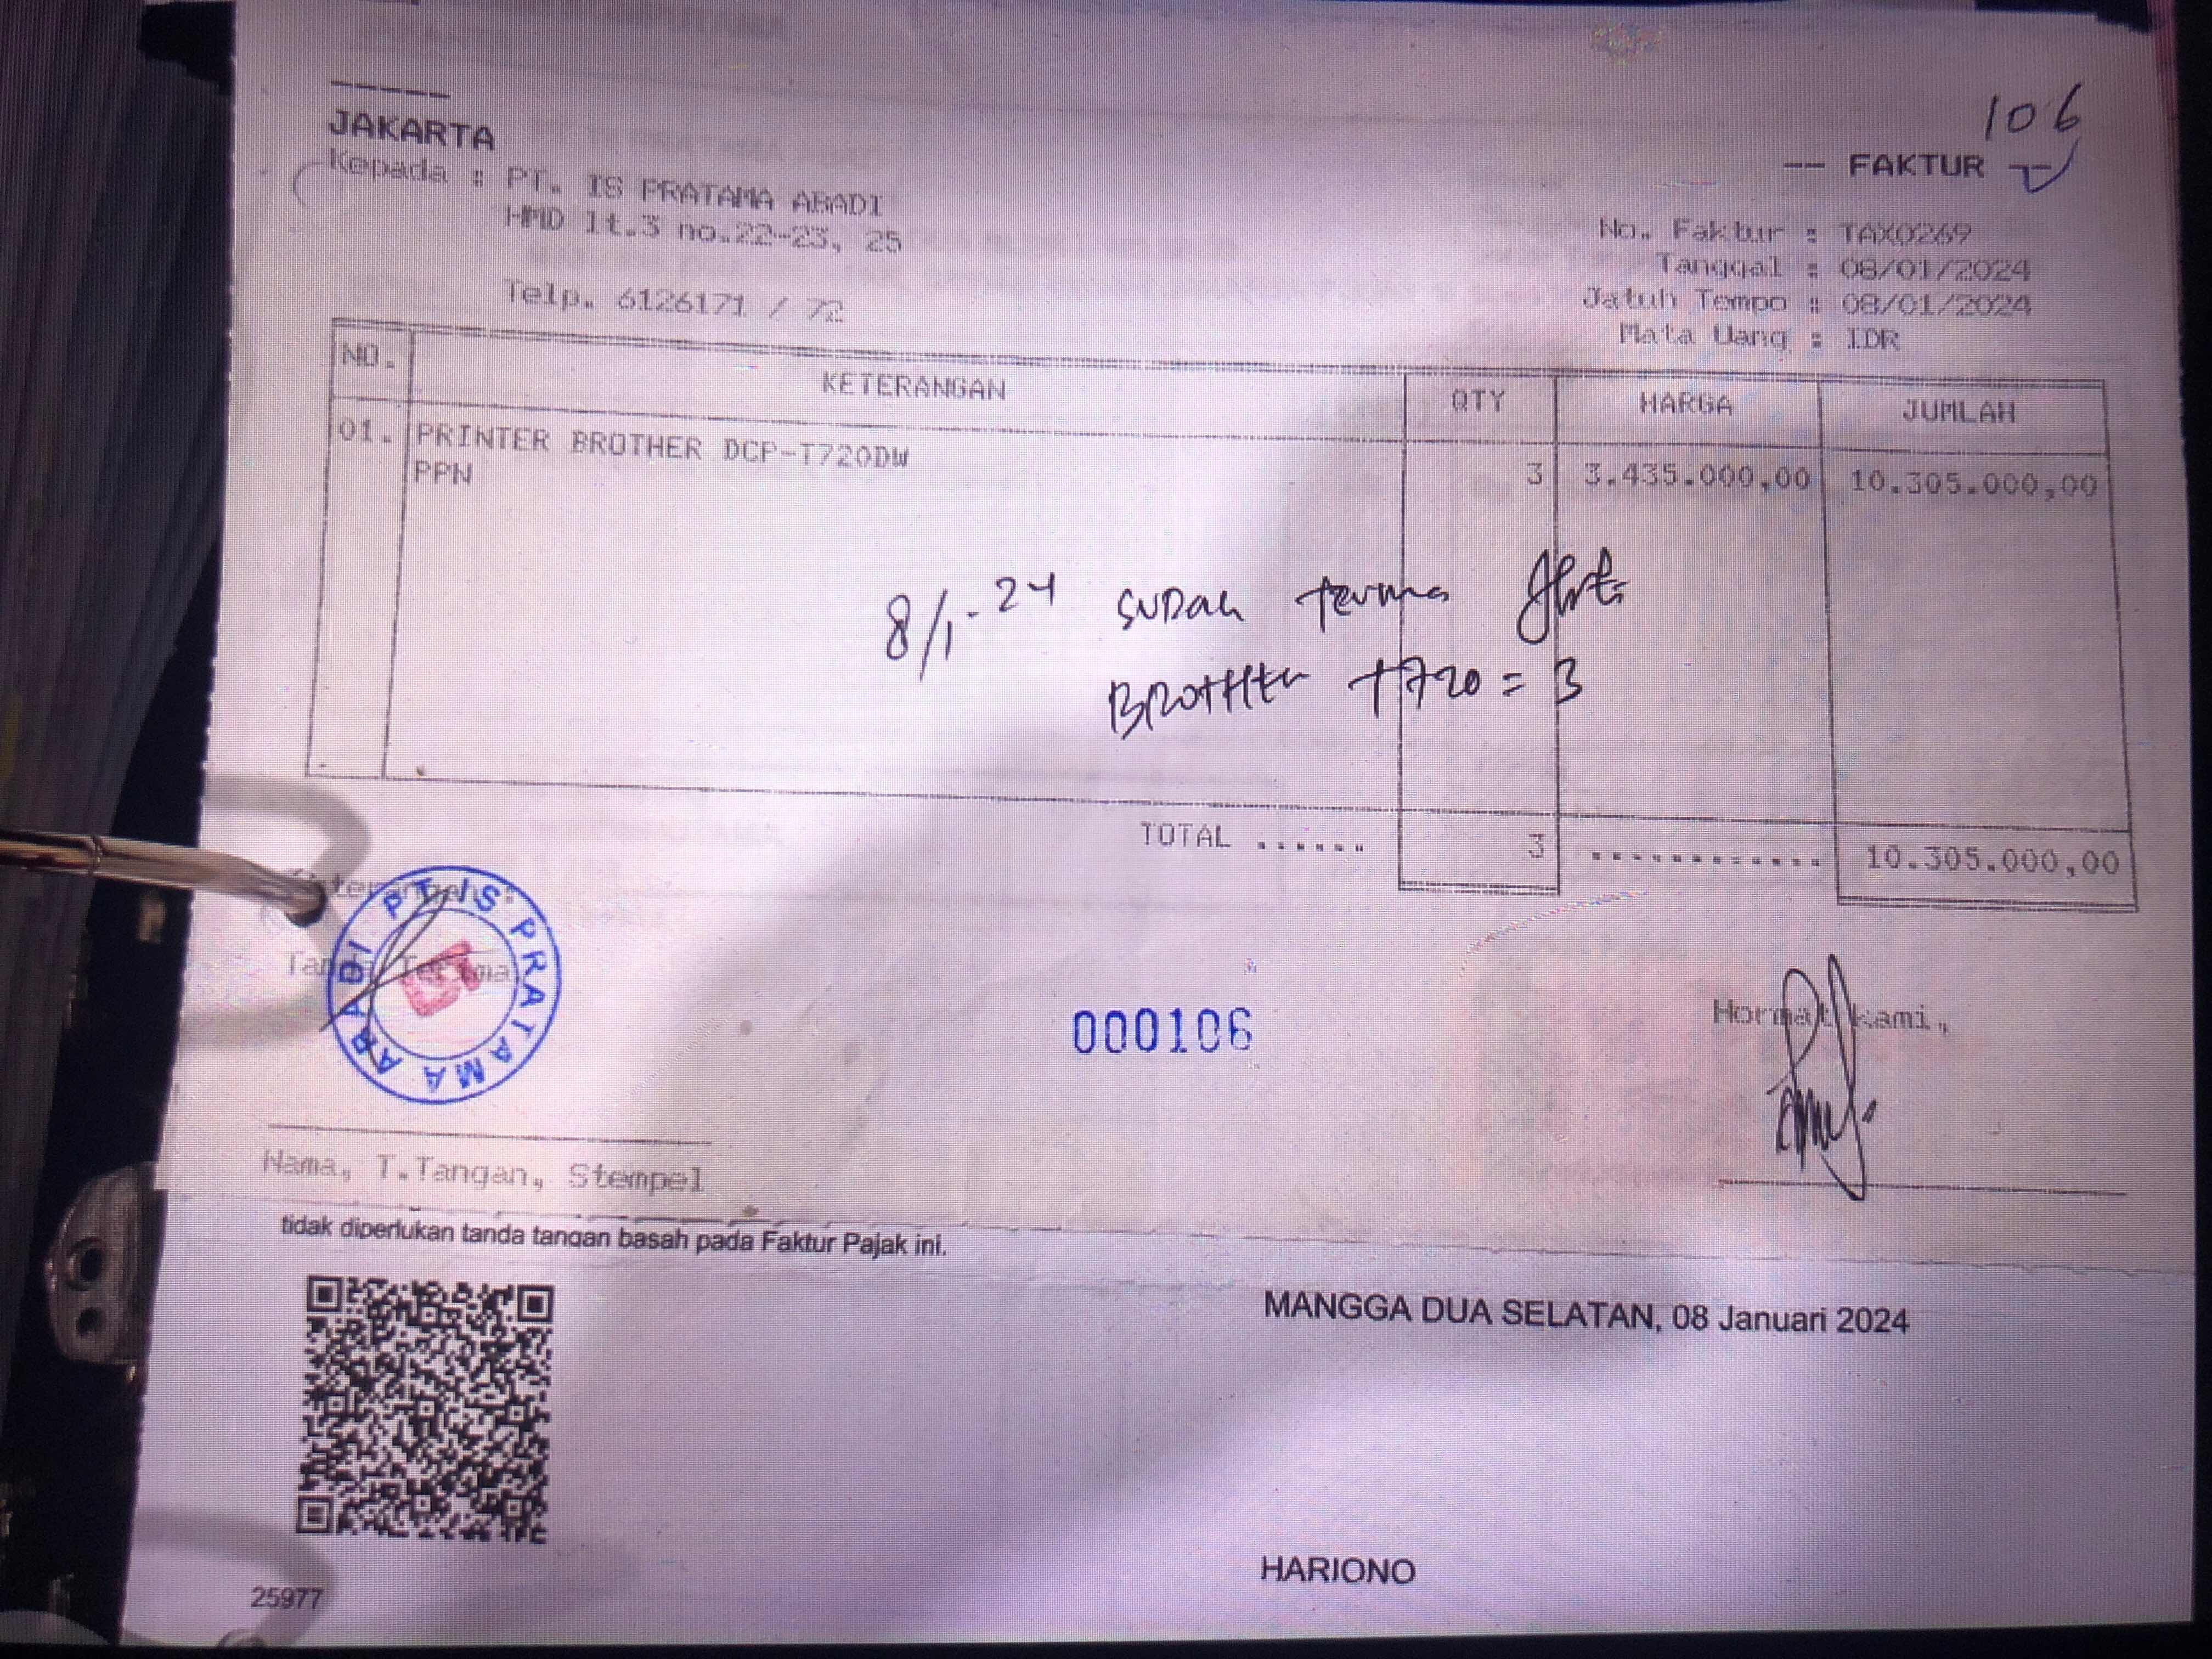 106
JAKARTA
-- FAKTUR
Kepada : PT. IS PRATAMA ABADI
HMD lt.3 no.22-23, 25
Telp. 6126171 / 72
No. Faktur : TAX0269
Tanggal : 08/01/2024
Jatuh Tempo : 08/01/2024
Mata Uang : IDR
NO. KETERANGAN QTY HARGA JUMLAH
01. PRINTER BROTHER DCP-T720DW 3 3.435.000,00 10.305.000,00
PPN
8/1-24 SUDAH terma
BROTHER T720 = 3
TOTAL ...... 3 ............ 10.305.000,00
Keterangan :
Tanda Terima
PT IS PRATAMA ABADI
000106
Hormat kami,
Nama, T.Tangan, Stempel
tidak diperlukan tanda tangan basah pada Faktur Pajak ini.
MANGGA DUA SELATAN, 08 Januari 2024
HARIONO
25977